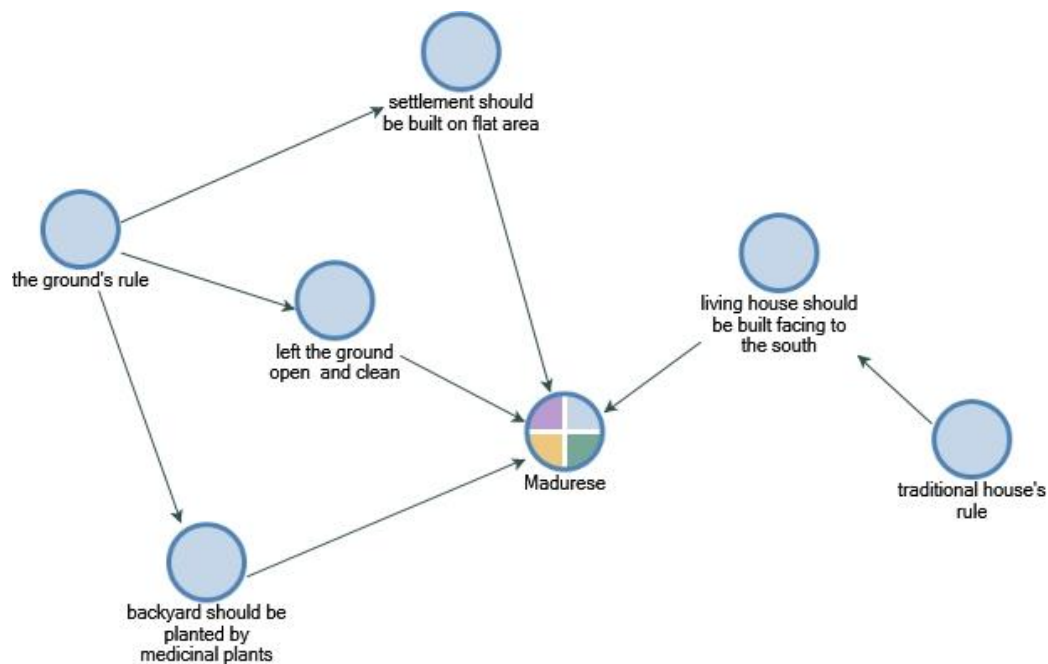 settlement should
be built on flat area
the ground's rule
living house should
be built facing to
the south
left the ground
open  and clean
Madurese
traditional house's
rule
backyard should be
planted by
medicinal plants